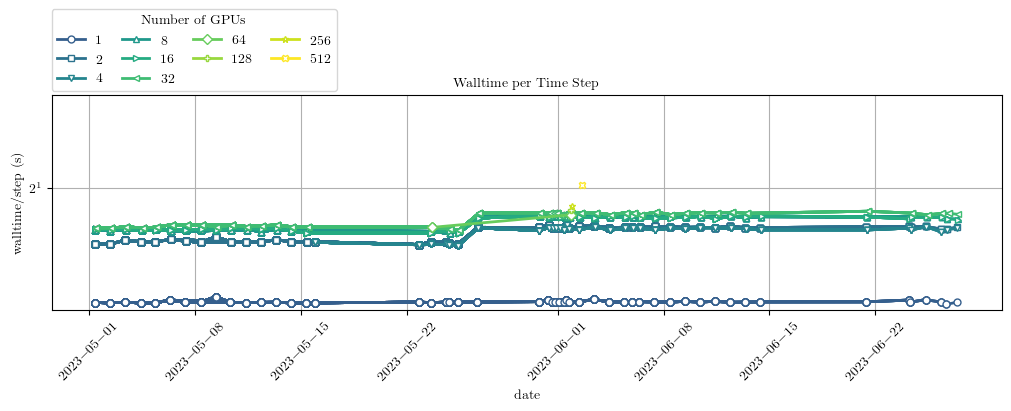 Number of GPUs
1 8 64 256
2 16 128 512
4 32
Walltime per Time Step
walltime/step (s)
2^1
2023−05−01 2023−05−08 2023−05−15 2023−05−22 2023−06−01 2023−06−08 2023−06−15 2023−06−22
date